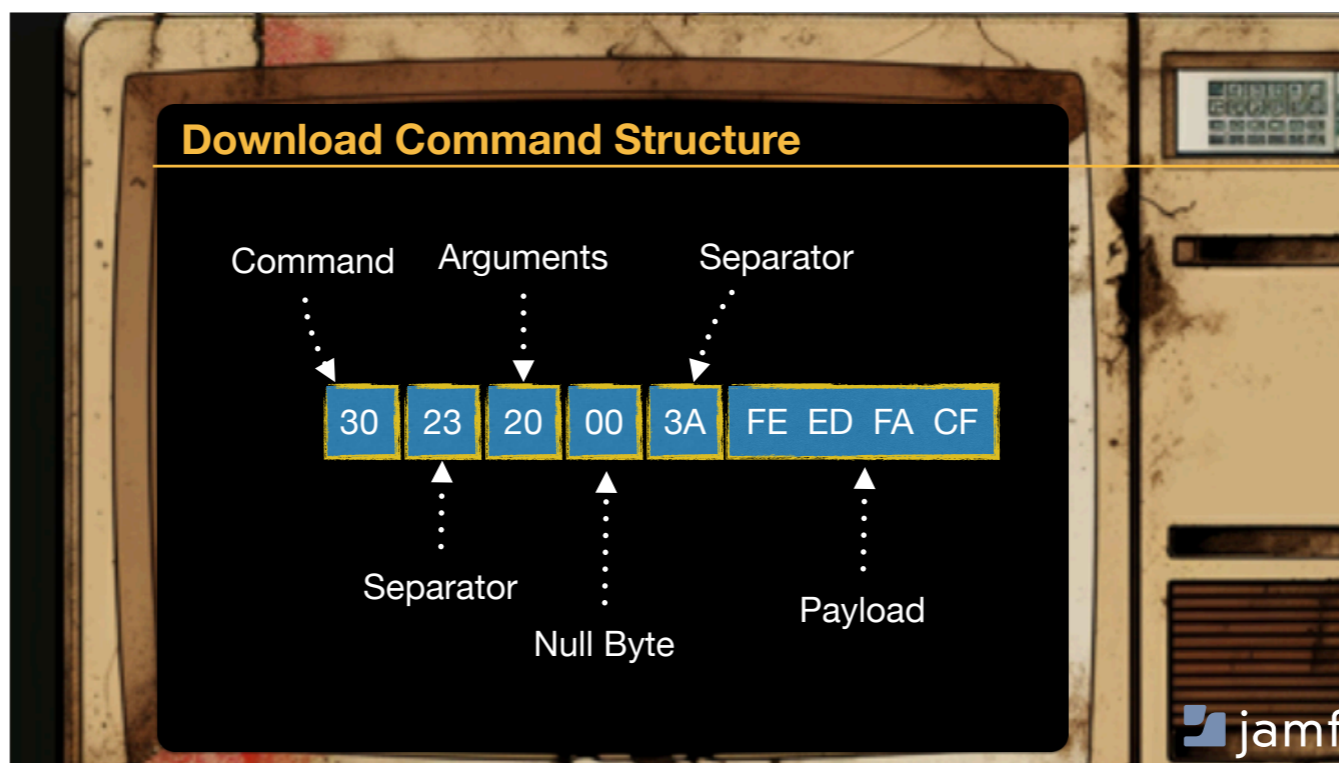 Download Command Structure
Command Arguments Separator
30 23 20 00 3A FE ED FA CF
Separator
Null Byte
Payload
jamf